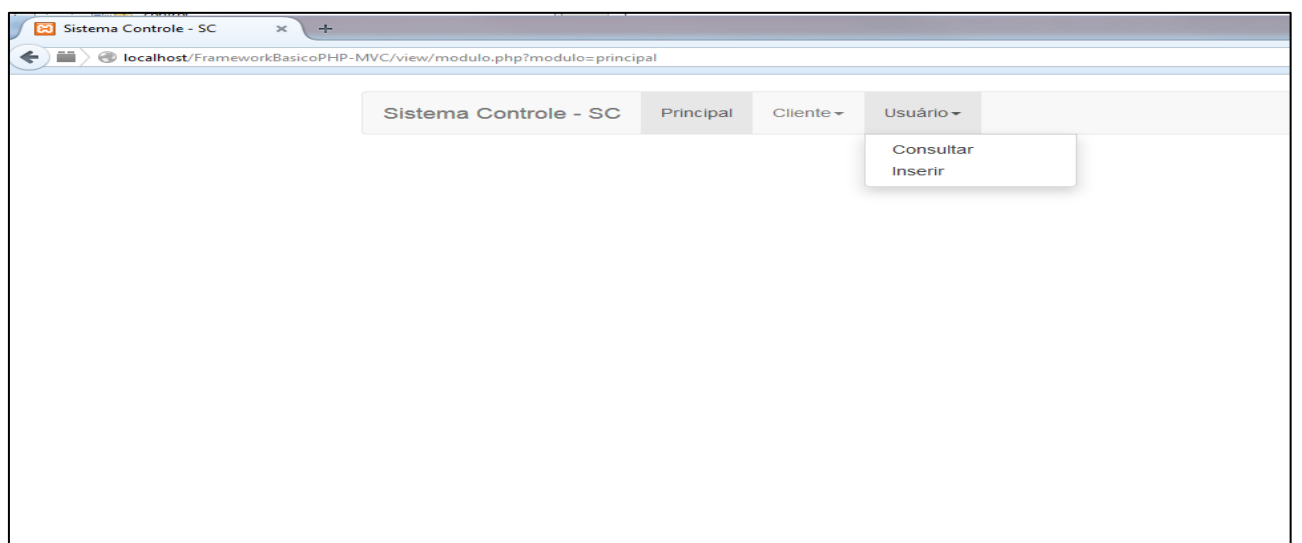 Sistema Controle - SC
localhost/FrameworkBasicoPHP-MVC/view/modulo.php?modulo=principal
Sistema Controle - SC Principal Cliente Usuário
Consultar
Inserir